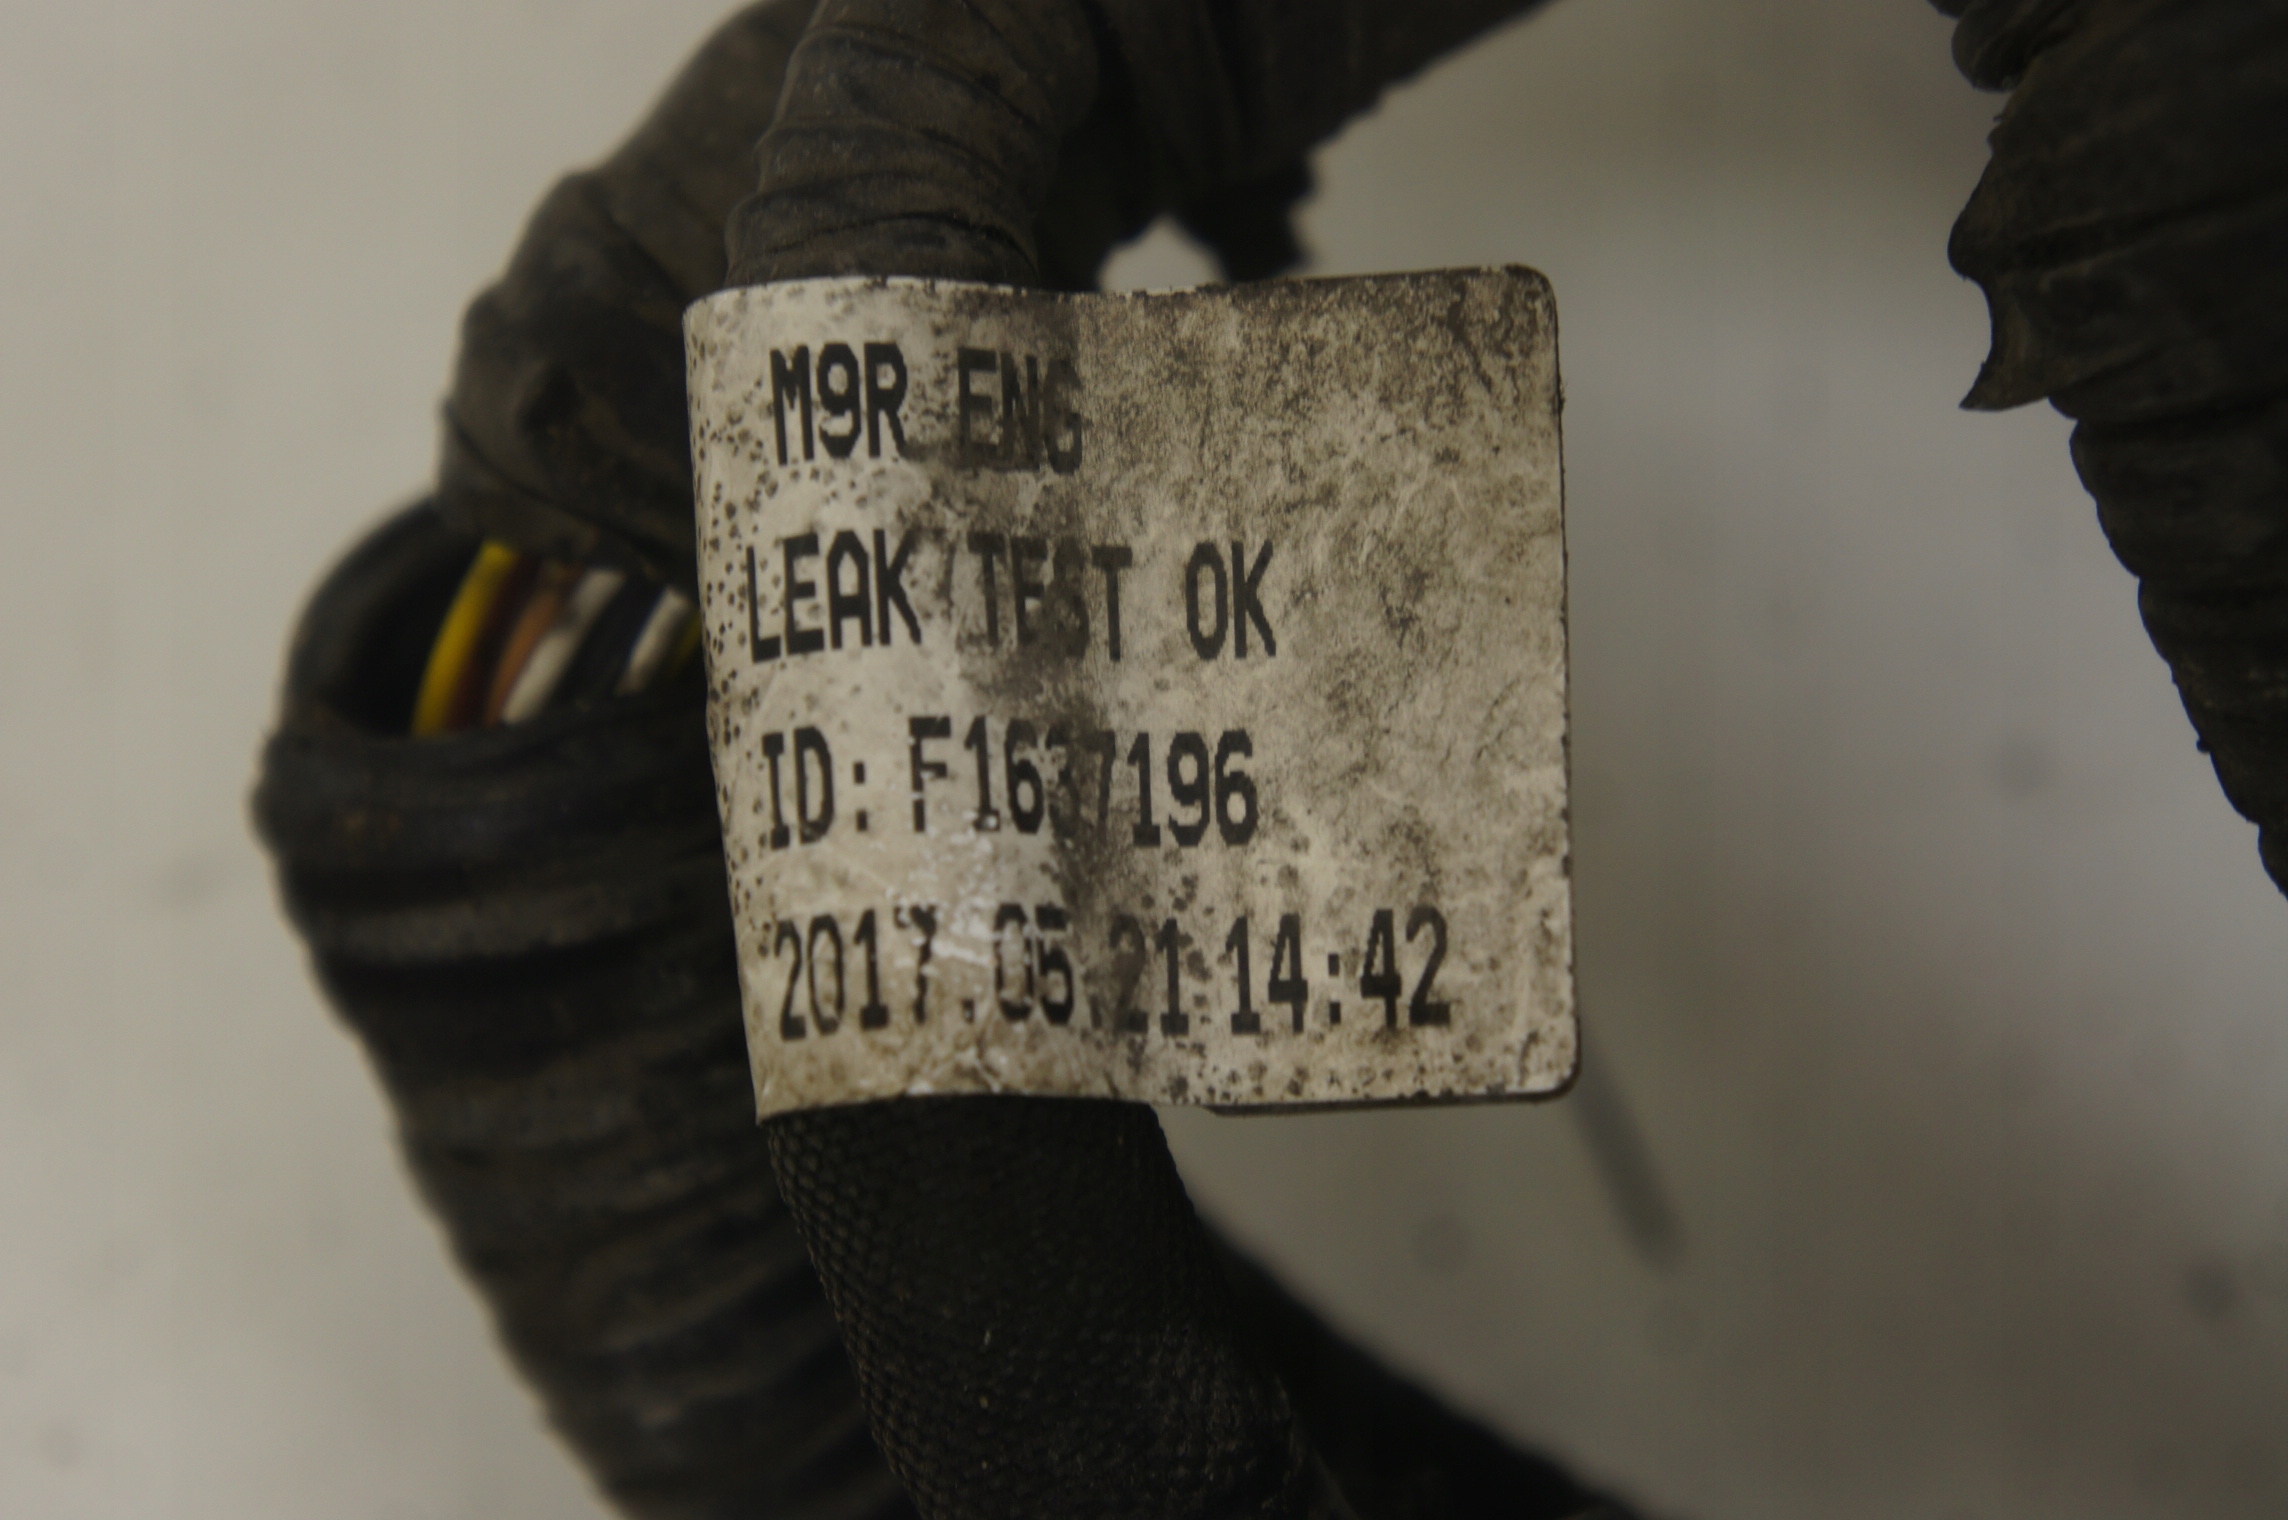 M9R ENG
LEAK TEST OK
ID: F1637196
2017.05.21 14:42